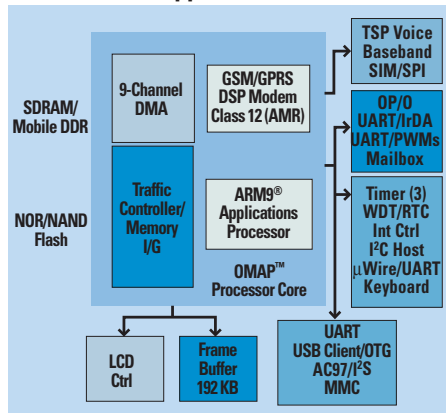 SDRAM/
Mobile DDR
NOR/NAND
Flash
9-Channel
DMA
GSM/GPRS
DSP Modem
Class 12 (AMR)
Traffic
Controller/
Memory
I/G
ARM9®
Applications
Processor
OMAP™
Processor Core
TSP Voice
Baseband
SIM/SPI
OP/O
UART/IrDA
UART/PWMs
Mailbox
Timer (3)
WDT/RTC
Int Ctrl
I²C Host
µWire/UART
Keyboard
LCD
Ctrl
Frame
Buffer
192 KB
UART
USB Client/OTG
AC97/I²S
MMC